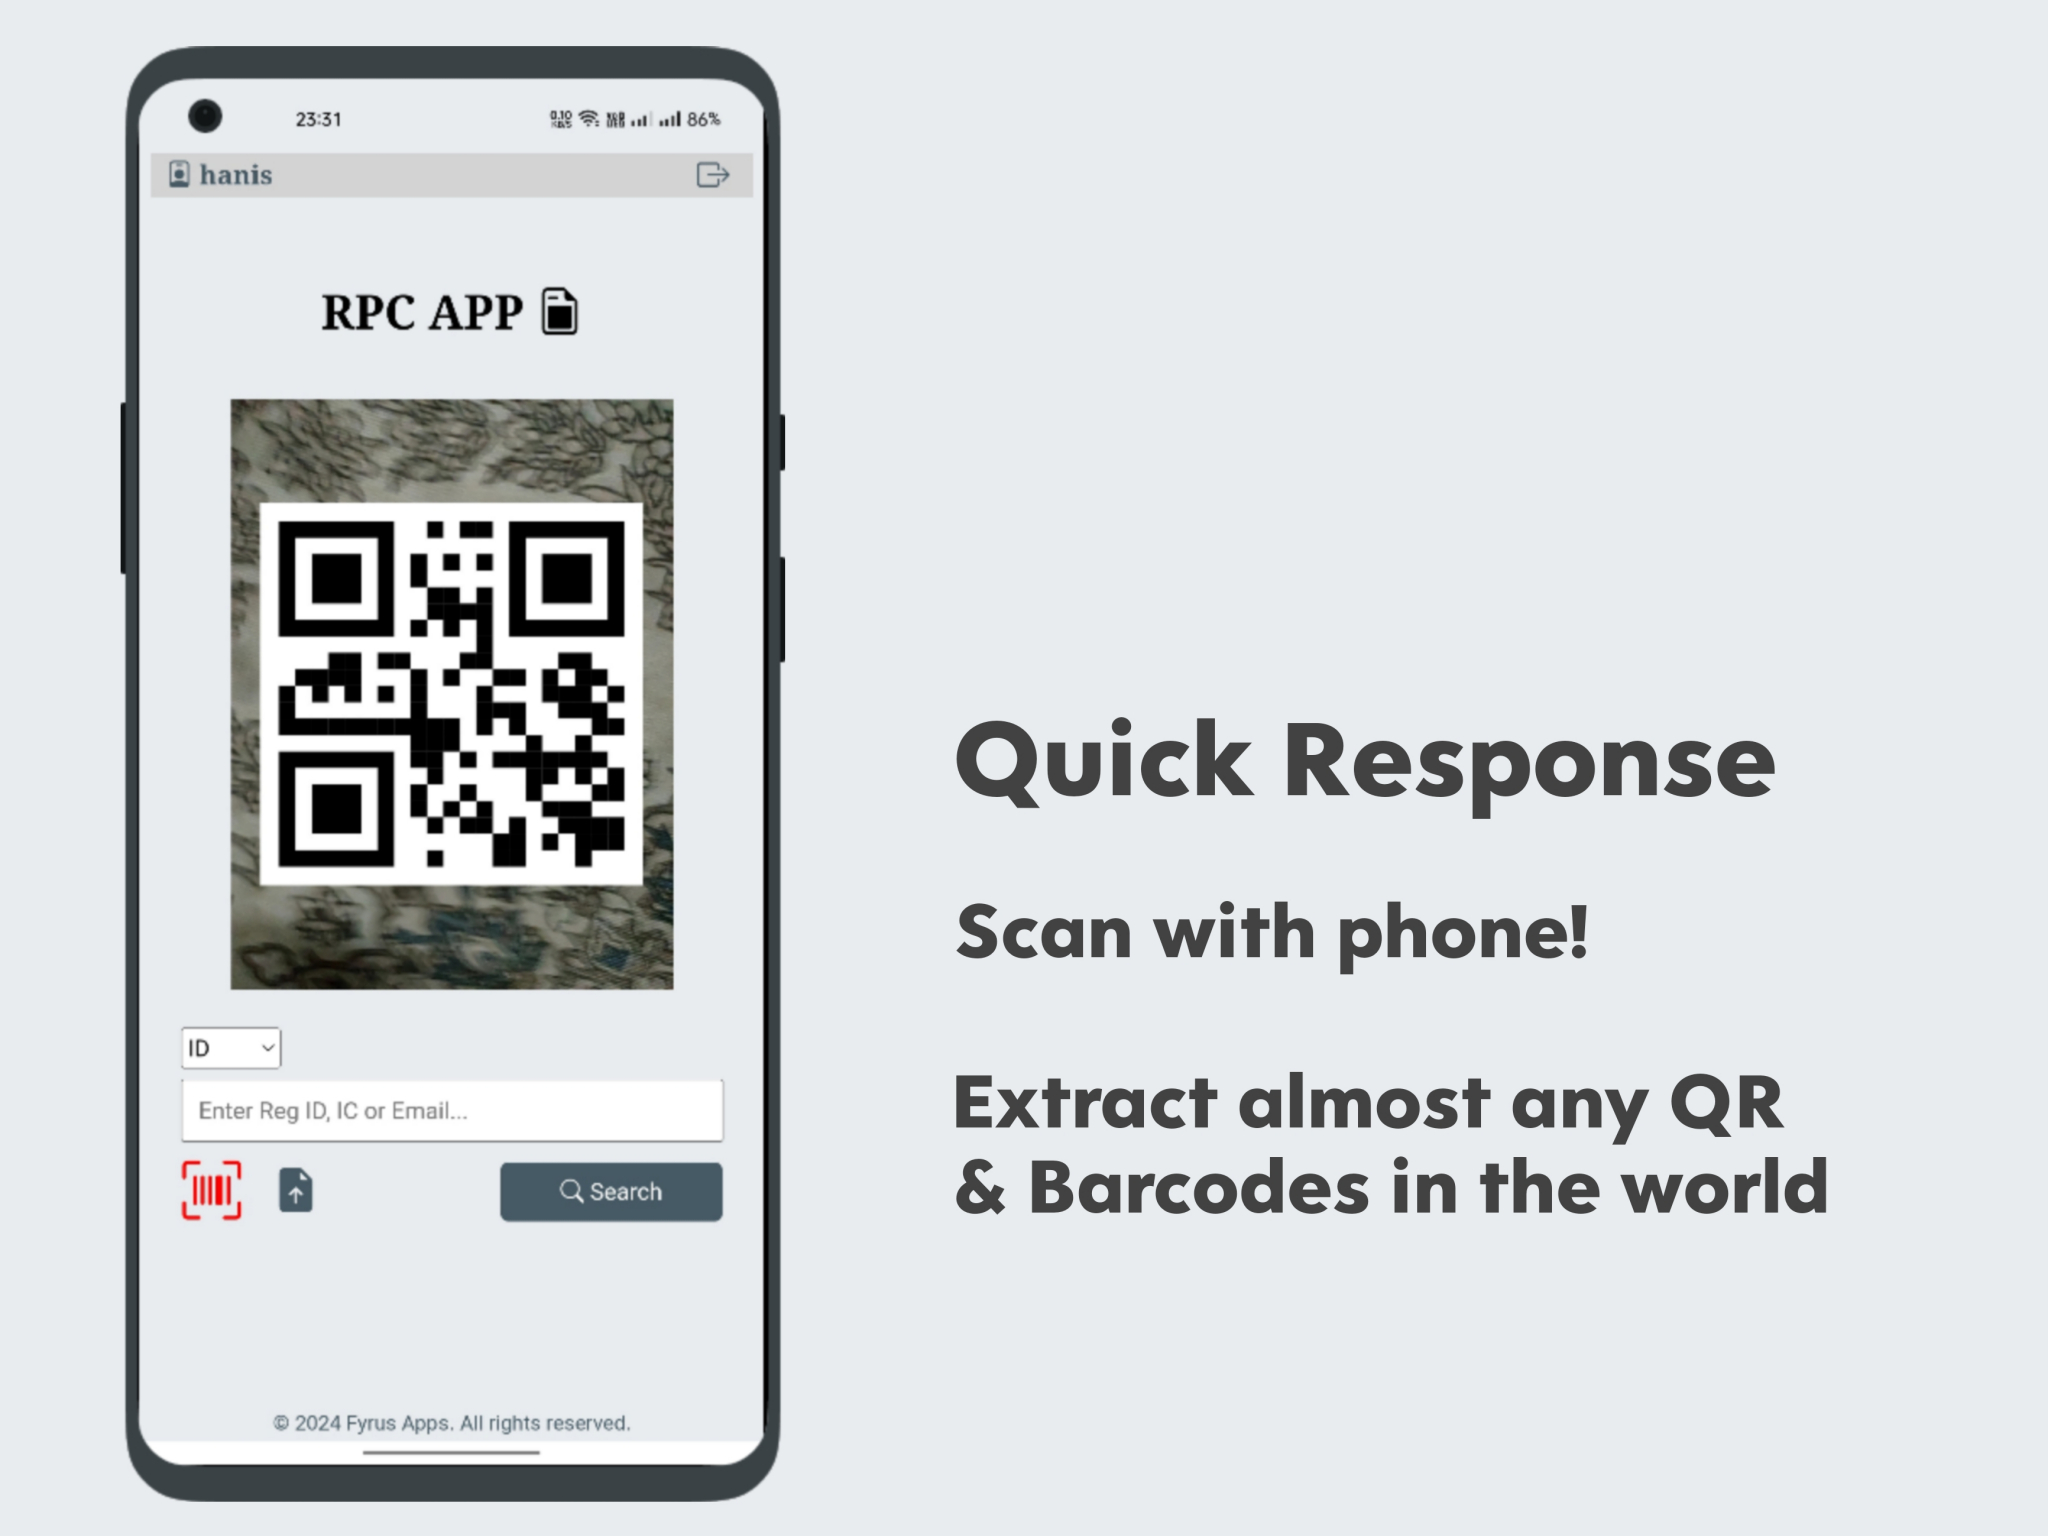 23:31
86%
hanis
RPC APP
ID
Enter Reg ID, IC or Email...
Search
© 2024 Fyrus Apps. All rights reserved.
Quick Response
Scan with phone!
Extract almost any QR
& Barcodes in the world